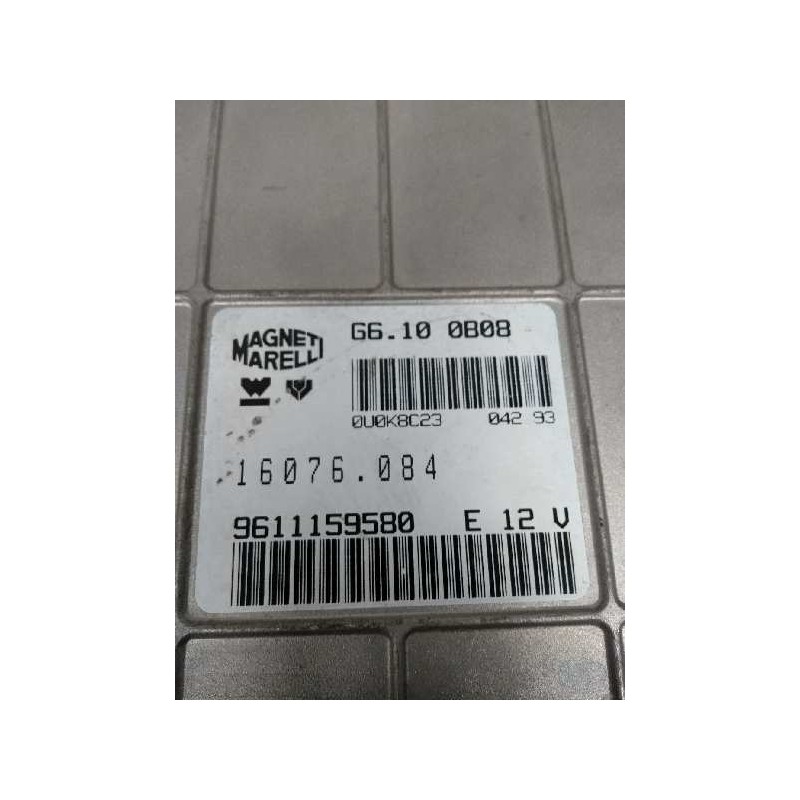 MAGNETI
MARELLI
G6.10 0B08
0U0K8C23 042 93
16076.084
9611159580 E 12 V